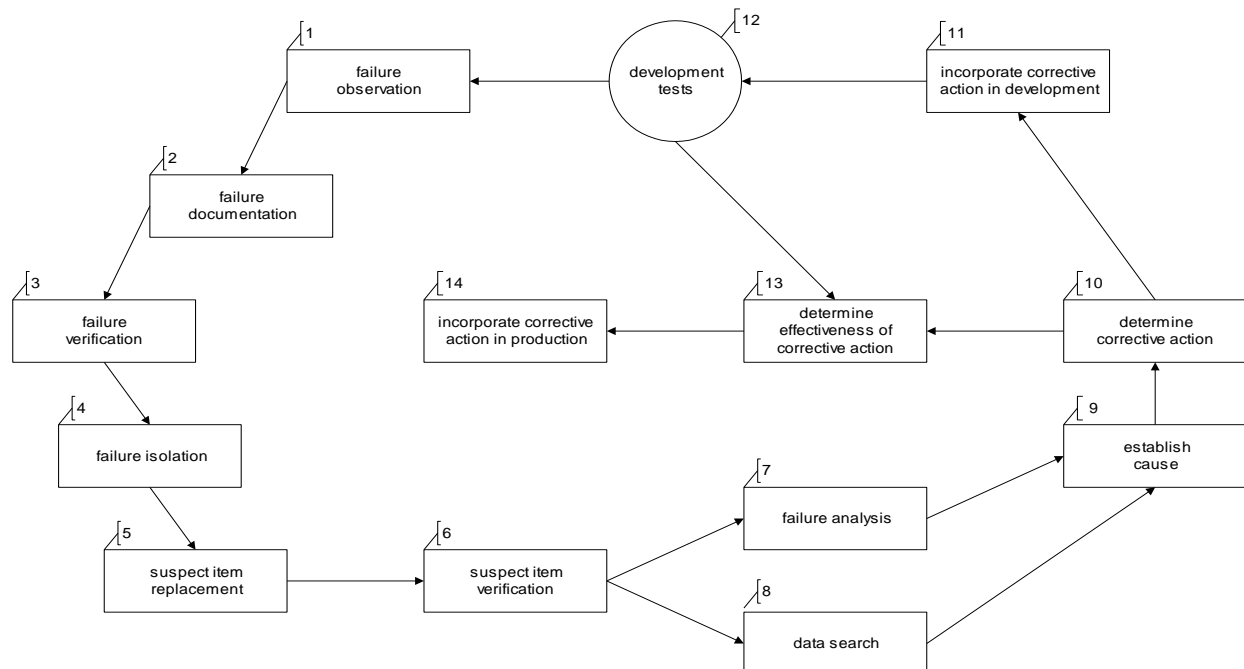 1
failure
observation
12
development
tests
11
incorporate corrective
action in development
2
failure
documentation
3
failure
verification
14
incorporate corrective
action in production
13
determine
effectiveness of
corrective action
10
determine
corrective action
4
failure isolation
9
establish
cause
5
suspect item
replacement
6
suspect item
verification
7
failure analysis
8
data search